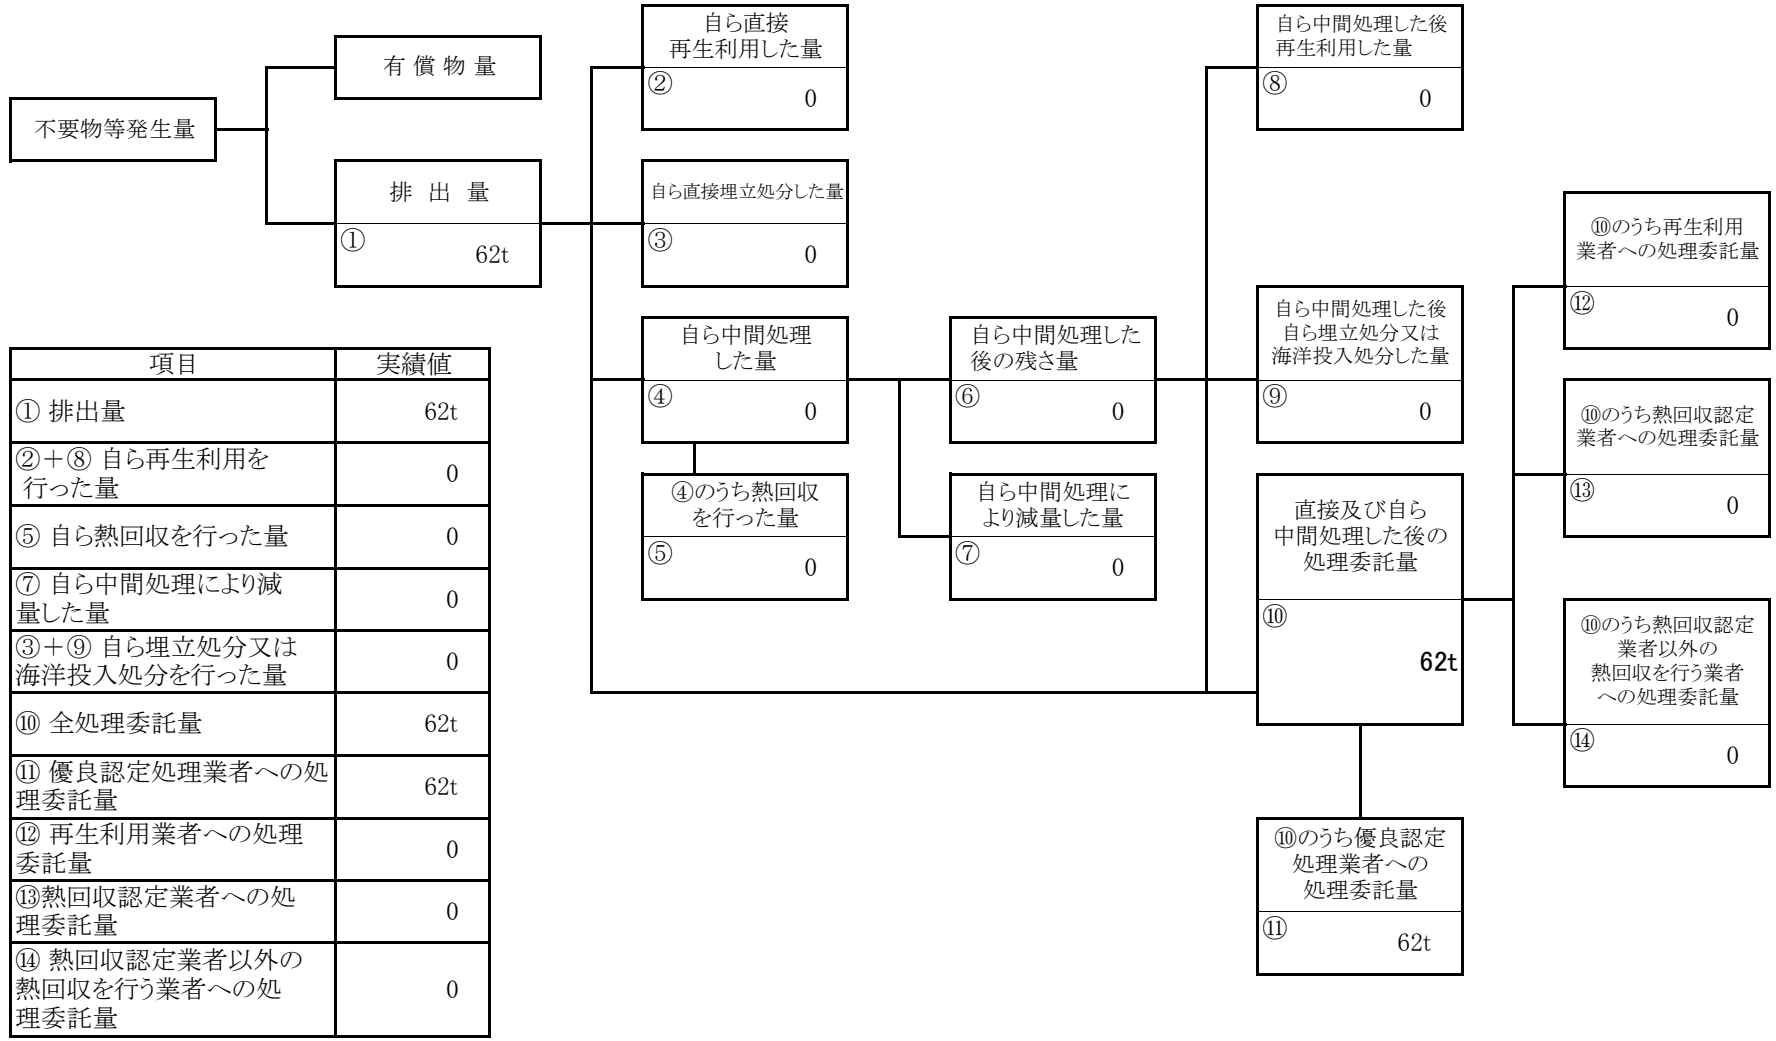 不要物等発生量
有 償 物 量
排 出 量
①
62t
自ら直接
再生利用した量
②
0
自ら直接埋立処分した量
③
0
自ら中間処理
した量
④
0
④のうち熱回収
を行った量
⑤
0
自ら中間処理した
後の残さ量
⑥
0
自ら中間処理に
より減量した量
⑦
0
自ら中間処理した後
再生利用した量
⑧
0
自ら中間処理した後
自ら埋立処分又は
海洋投入処分した量
⑨
0
直接及び自ら
中間処理した後の
処理委託量
⑩
62t
⑩のうち優良認定
処理業者への
処理委託量
⑪
62t
⑩のうち再生利用
業者への処理委託量
⑫
0
⑩のうち熱回収認定
業者への処理委託量
⑬
0
⑩のうち熱回収認定
業者以外の
熱回収を行う業者
への処理委託量
⑭
0
項目 実績値
① 排出量 62t
②＋⑧ 自ら再生利用を
行った量 0
⑤ 自ら熱回収を行った量 0
⑦ 自ら中間処理により減
量した量 0
③＋⑨ 自ら埋立処分又は
海洋投入処分を行った量 0
⑩ 全処理委託量 62t
⑪ 優良認定処理業者への処
理委託量 62t
⑫ 再生利用業者への処理
委託量 0
⑬熱回収認定業者への処
理委託量 0
⑭ 熱回収認定業者以外の
熱回収を行う業者への処
理委託量 0